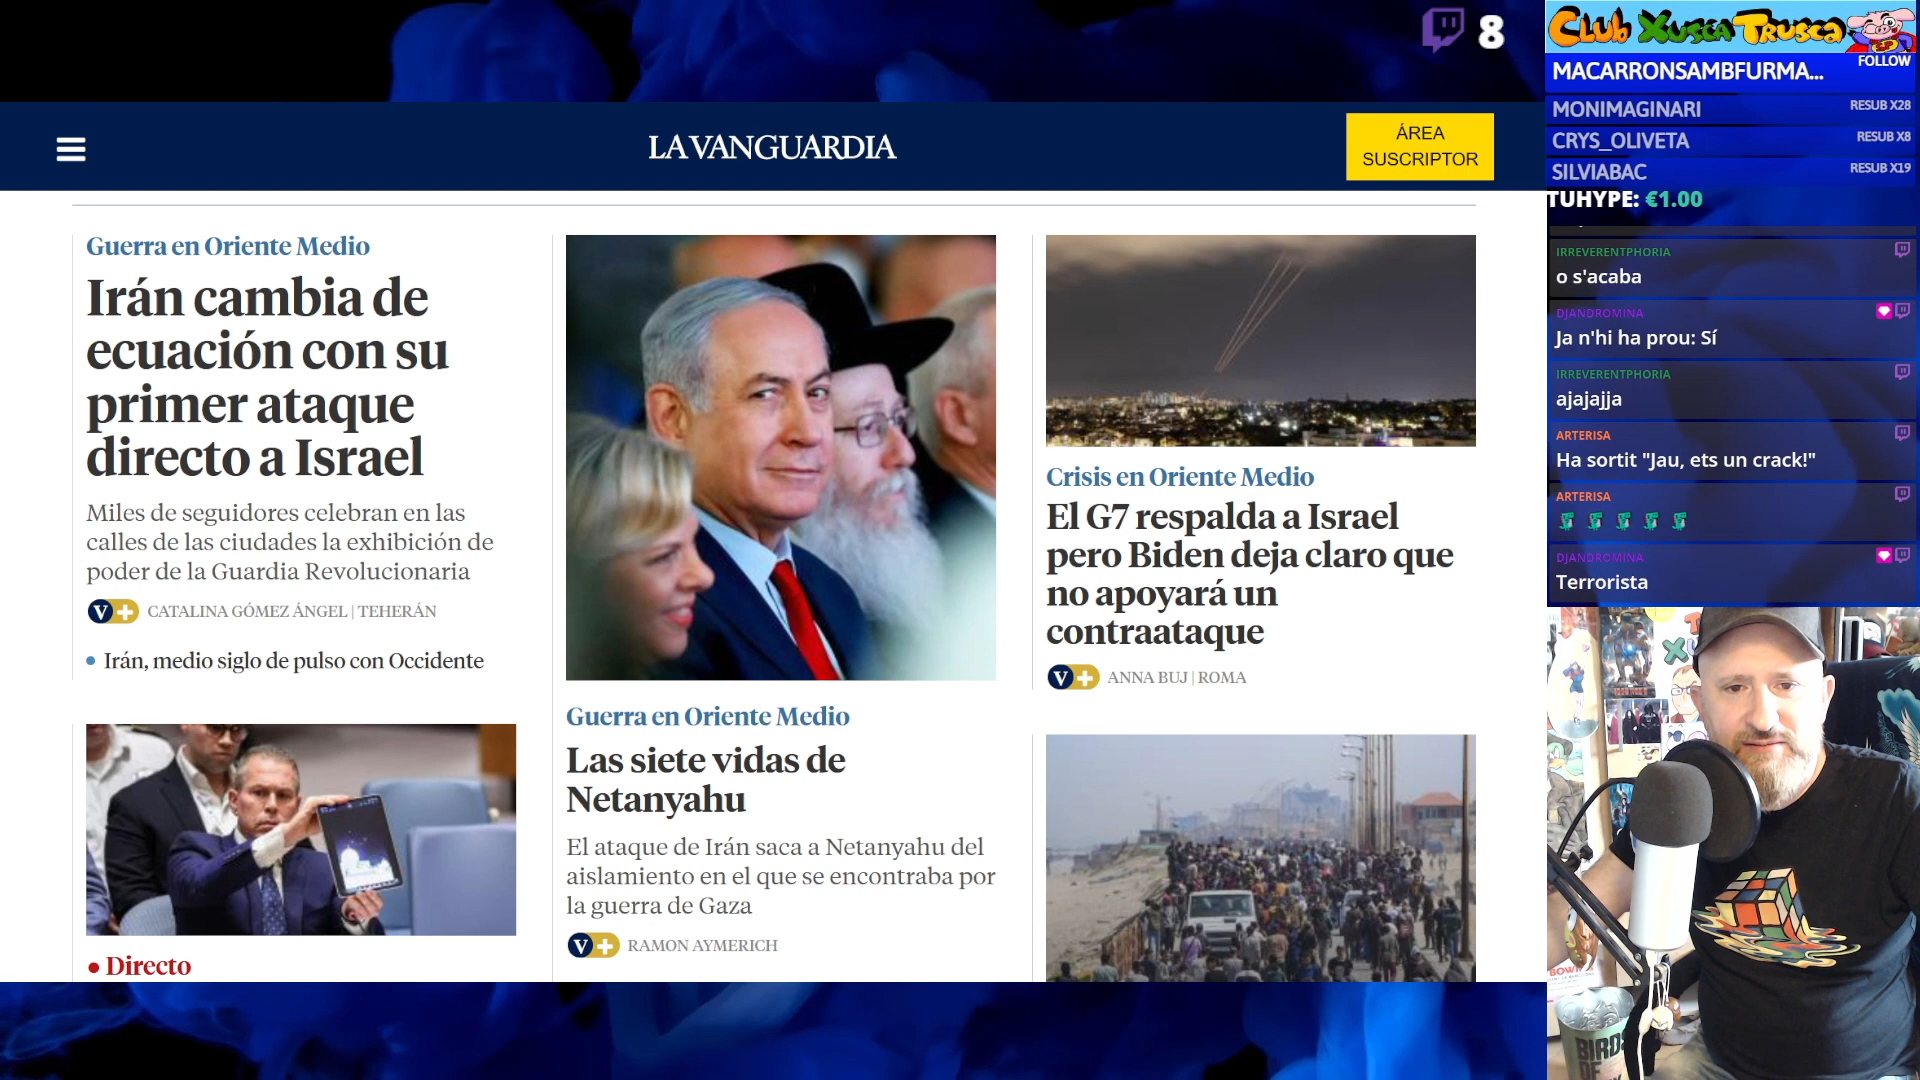 8
LA VANGUARDIA
ÁREA
SUSCRIPTOR
Guerra en Oriente Medio
Irán cambia de
ecuación con su
primer ataque
directo a Israel
Miles de seguidores celebran en las
calles de las ciudades la exhibición de
poder de la Guardia Revolucionaria
V+ CATALINA GÓMEZ ÁNGEL | TEHERÁN
• Irán, medio siglo de pulso con Occidente
• Directo
Guerra en Oriente Medio
Las siete vidas de
Netanyahu
El ataque de Irán saca a Netanyahu del
aislamiento en el que se encontraba por
la guerra de Gaza
V+ RAMON AYMERICH
Crisis en Oriente Medio
El G7 respalda a Israel
pero Biden deja claro que
no apoyará un
contraataque
V+ ANNA BUJ | ROMA
Club Xusca Trusca
MACARRONSAMBFURMA... FOLLOW
MONIMAGINARI RESUB X28
CRYS_OLIVETA RESUB X8
SILVIABAC RESUB X19
TUHYPE: €1.00
IRREVERENTPHORIA
o s'acaba
DJANDROMINA
Ja n'hi ha prou: Sí
IRREVERENTPHORIA
ajajajja
ARTERISA
Ha sortit "Jau, ets un crack!"
ARTERISA
DJANDROMINA
Terrorista